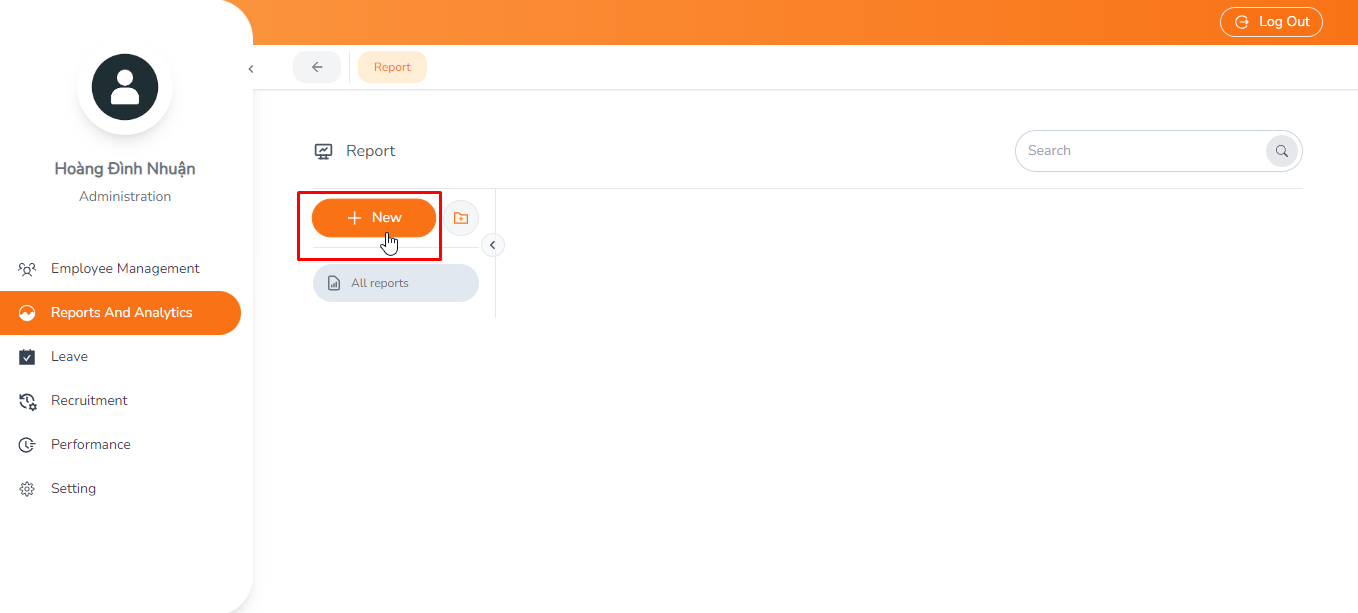 Log Out
Report
Hoàng Đình Nhuận
Administration
Report
Search
New
All reports
Employee Management
Reports And Analytics
Leave
Recruitment
Performance
Setting